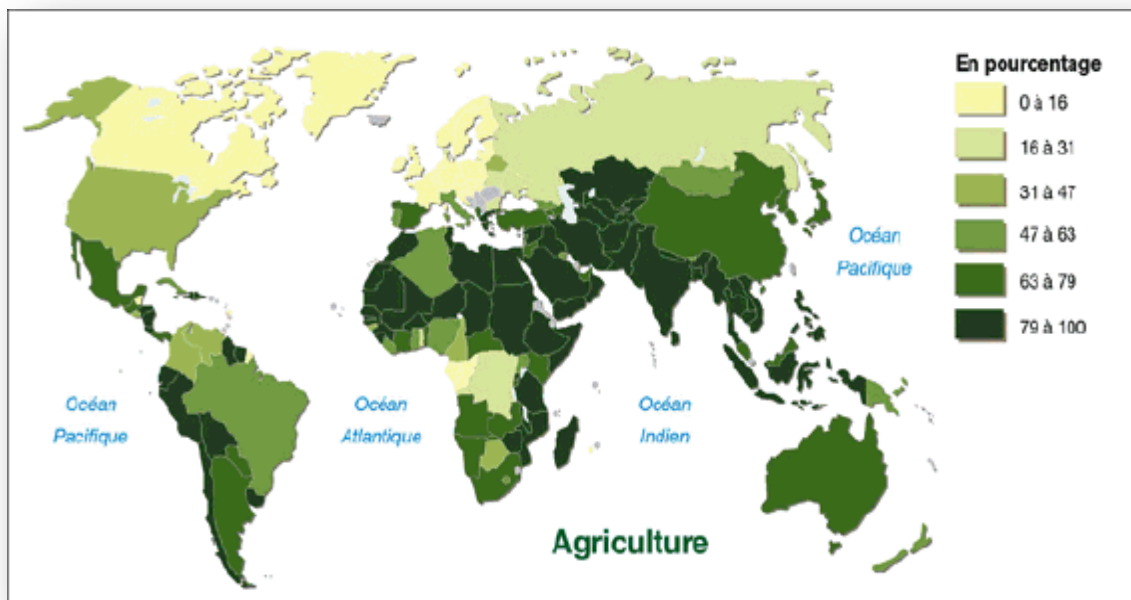 En pourcentage
0 à 16
16 à 31
31 à 47
47 à 63
63 à 79
79 à 100
Océan
Pacifique
Océan
Pacifique
Océan
Atlantique
Océan
Indien
Agriculture